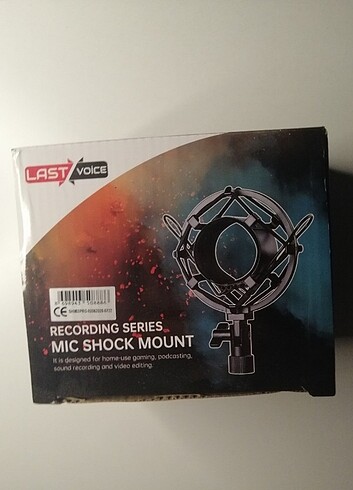 LAST VOICE
CE
RECORDING SERIES
MIC SHOCK MOUNT
It is designed for home-use gaming, podcasting,
sound recording and video editing.